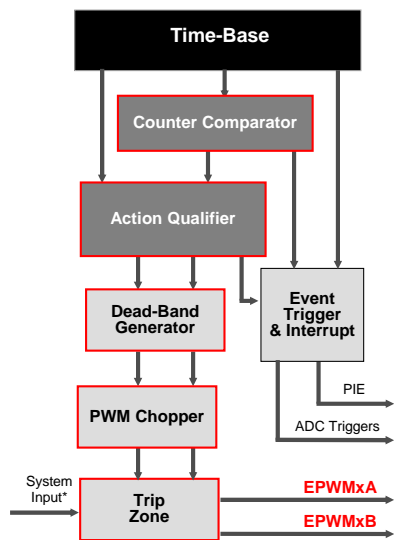 Time-Base
Counter Comparator
Action Qualifier
Dead-Band
Generator
Event
Trigger
& Interrupt
PWM Chopper
PIE
ADC Triggers
System
Input*
Trip
Zone
EPWMxA
EPWMxB